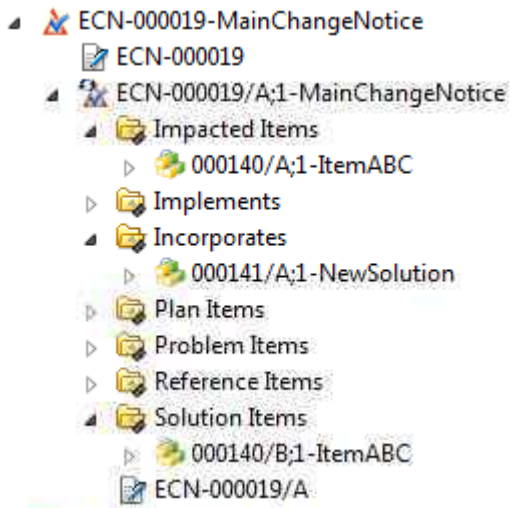 ECN-000019-MainChangeNotice
ECN-000019
ECN-000019/A;1-MainChangeNotice
Impacted Items
000140/A;1-ItemABC
Implements
Incorporates
000141/A;1-NewSolution
Plan Items
Problem Items
Reference Items
Solution Items
000140/B;1-ItemABC
ECN-000019/A